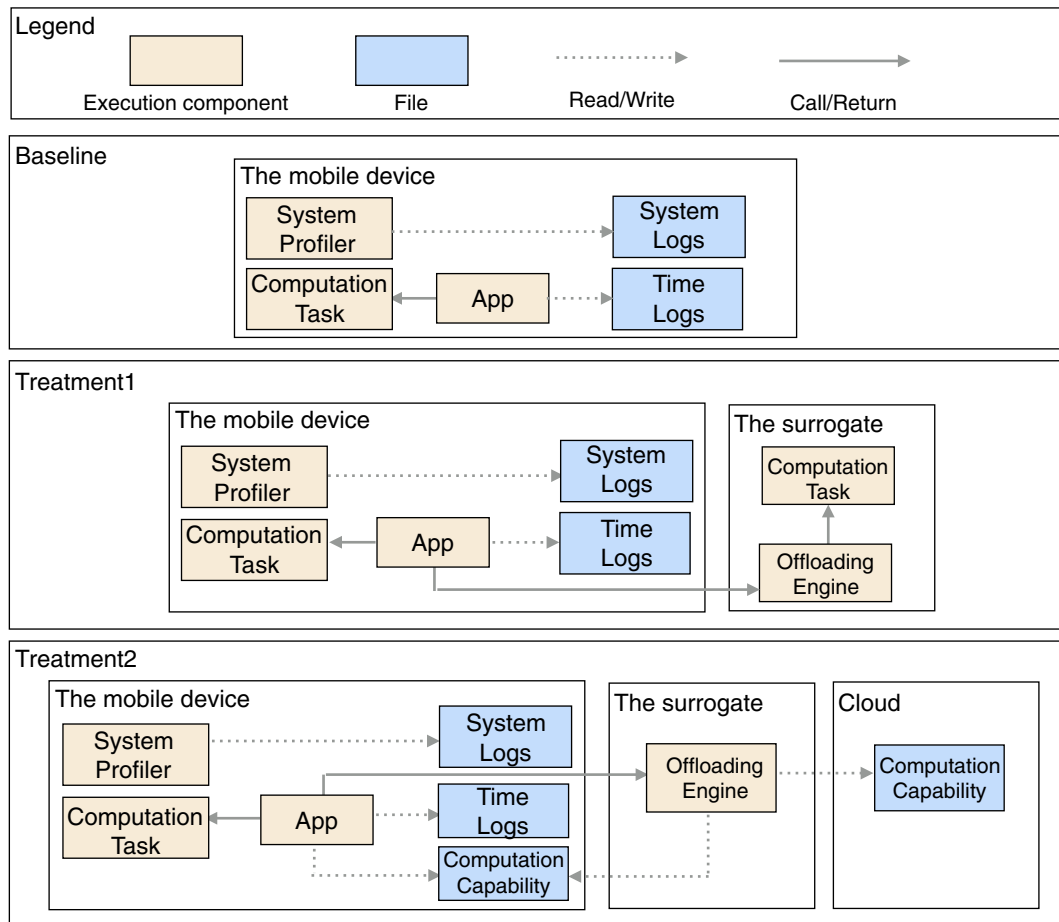 Legend
Execution component
File
Read/Write
Call/Return
Baseline
The mobile device
System
Profiler
System
Logs
Computation
Task
App
Time
Logs
Treatment1
The mobile device
System
Profiler
System
Logs
Computation
Task
App
Time
Logs
The surrogate
Computation
Task
Offloading
Engine
Treatment2
The mobile device
System
Profiler
System
Logs
Computation
Task
App
Time
Logs
Computation
Capability
The surrogate
Offloading
Engine
Cloud
Computation
Capability